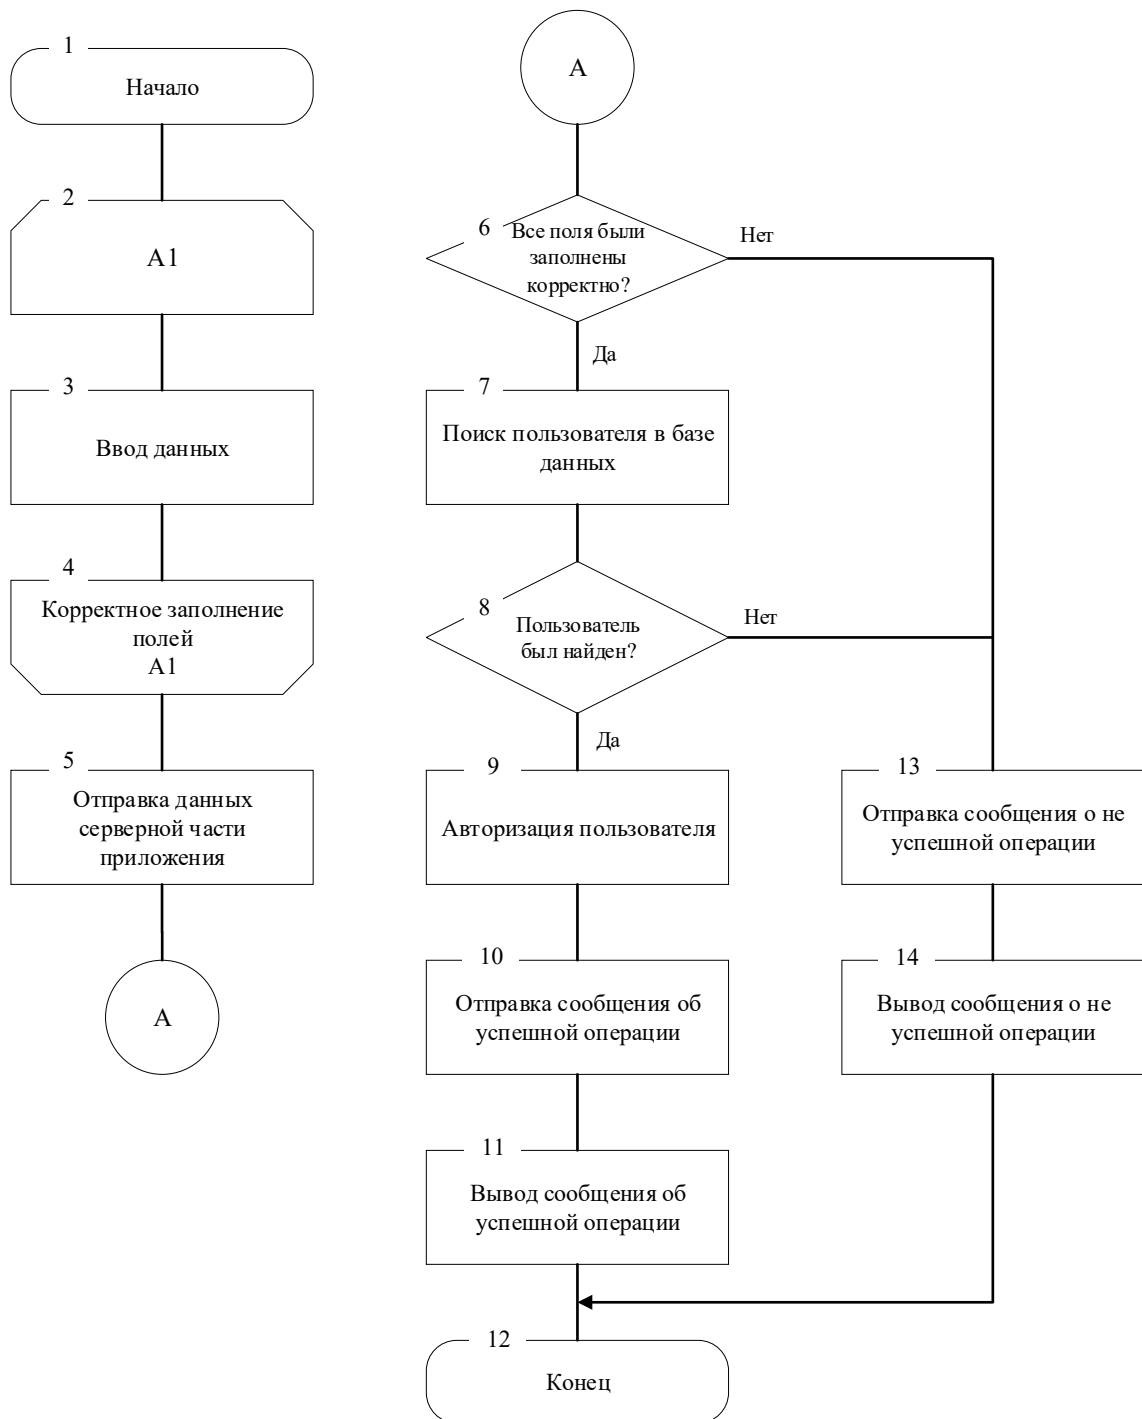 1
Начало
2
А1
3
Ввод данных
4
Корректное заполнение
полей
А1
5
Отправка данных
серверной части
приложения
А
А
6
Все поля были
заполнены
корректно?
Нет
Да
7
Поиск пользователя в базе
данных
8
Пользователь
был найден?
Нет
Да
9
Авторизация пользователя
10
Отправка сообщения об
успешной операции
11
Вывод сообщения об
успешной операции
12
Конец
13
Отправка сообщения о не
успешной операции
14
Вывод сообщения о не
успешной операции